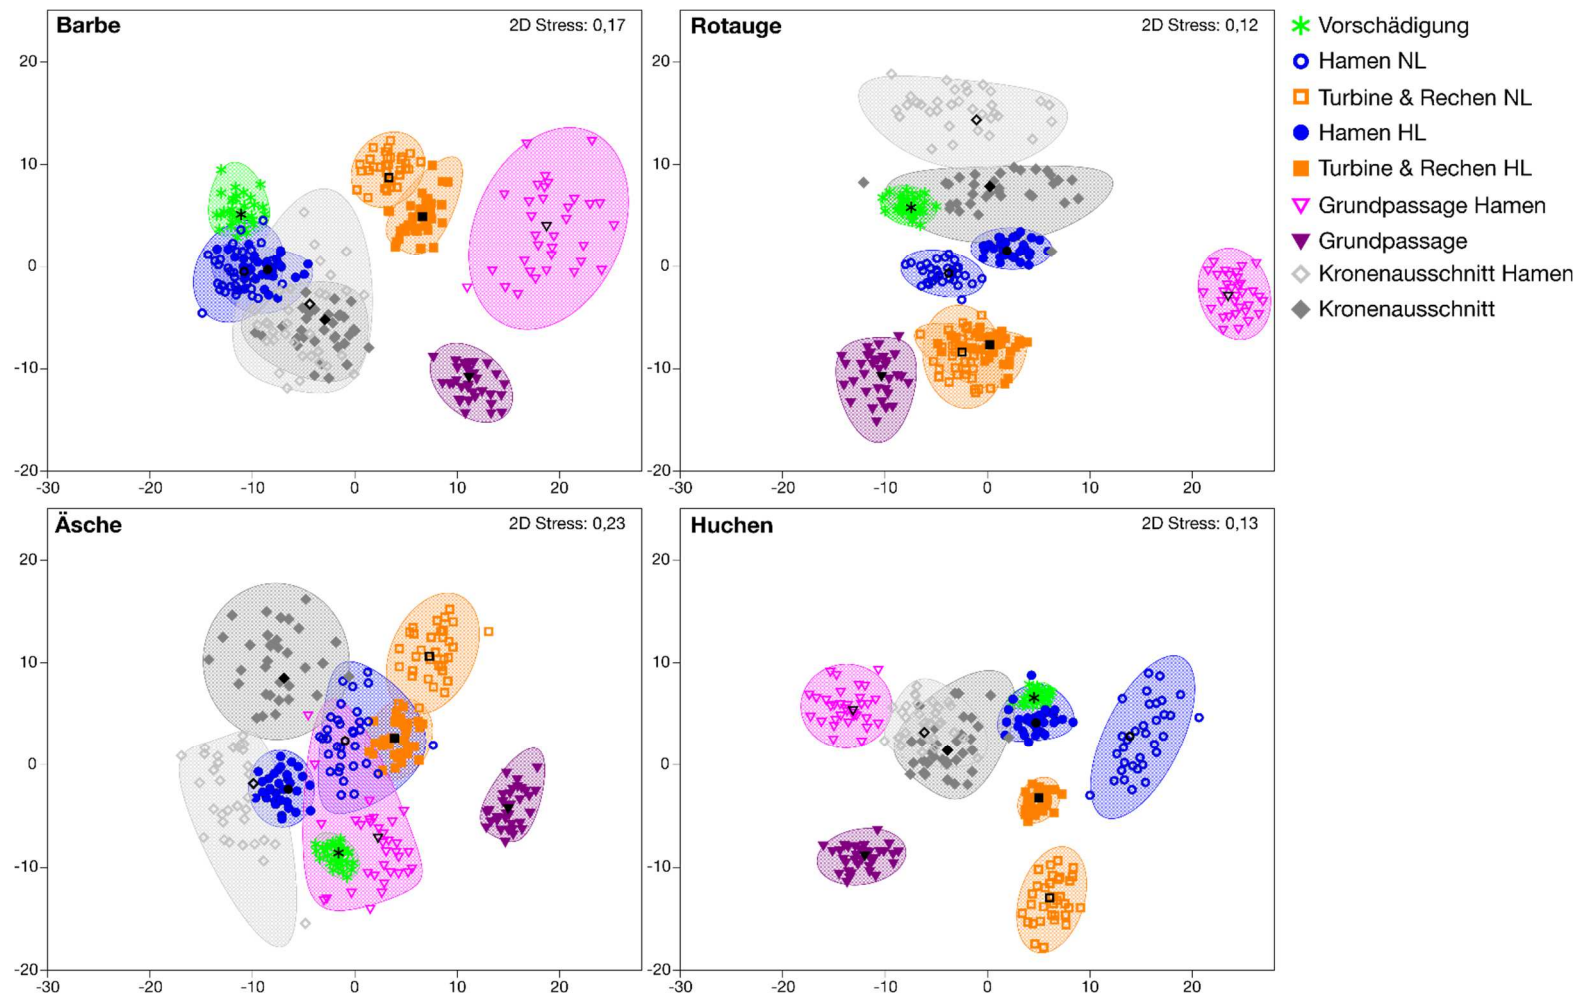 Barbe
2D Stress: 0,17
20
10
0
-10
-20
-30
-20
-10
0
10
20
Rotauge
2D Stress: 0,12
20
10
0
-10
-20
-30
-20
-10
0
10
20
Vorschädigung
Hamen NL
Turbine & Rechen NL
Hamen HL
Turbine & Rechen HL
Grundpassage Hamen
Grundpassage
Kronenausschnitt Hamen
Kronenausschnitt
Äsche
2D Stress: 0,23
20
10
0
-10
-20
-30
-20
-10
0
10
20
Huchen
2D Stress: 0,13
20
10
0
-10
-20
-30
-20
-10
0
10
20